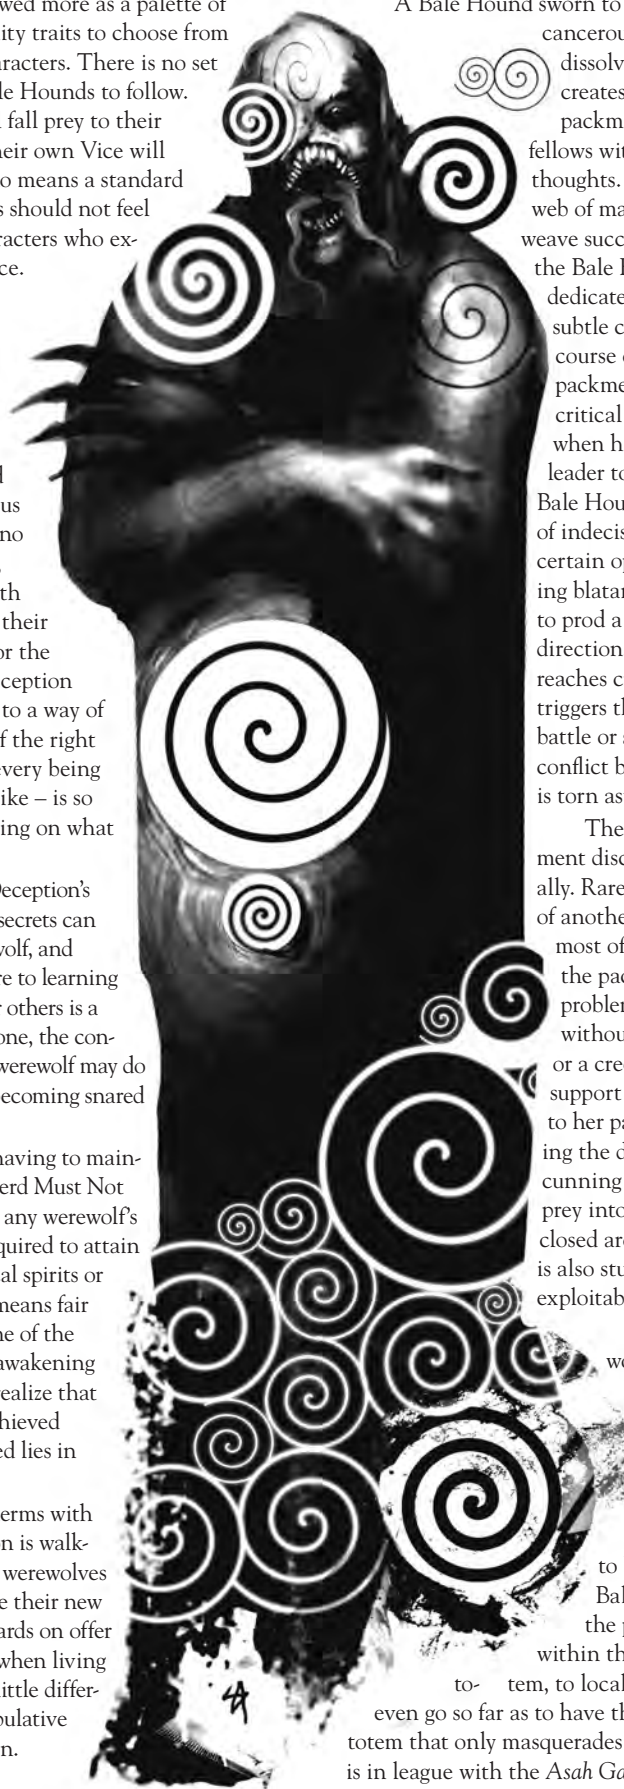 wed more as a palette of
ity traits to choose from
aracters. There is no set
le Hounds to follow.
fall prey to their
heir own Vice will
o means a standard
s should not feel
racters who ex-
ce.
us
no
th
their
or the
ception
to a way of
f the right
every being
ike – is so
ing on what
Deception's
secrets can
volf, and
re to learning
r others is a
one, the con-
werewolf may do
ecoming snared
having to main-
erd Must Not
any werewolf's
quired to attain
al spirits or
means fair
ne of the
awakening
realize that
hieved
ed lies in
erms with
n is walk-
werewolves
e their new
ards on offer
when living
ittle differ-
pulative
n.
A Bale Hound sworn to
cancerou
dissolv
creates
packm
fellows wit
thoughts.
web of ma
weave succ
the Bale H
dedicate
subtle c
course
packme
critical
when h
leader to
Bale Hou
of indecis
certain op
ing blatan
to prod a
direction
reaches c
triggers th
battle or a
conflict b
is torn ast
The
ment disc
ally. Rare
of anothe
most of
the pac
problem
withou
or a cre
support
to her pa
ing the d
cunning
prey into
closed are
is also stu
exploitab
wo
to
Bal
the p
within th
to- tem, to local
even go so far as to have th
totem that only masquerades
is in league with the Asah Ga